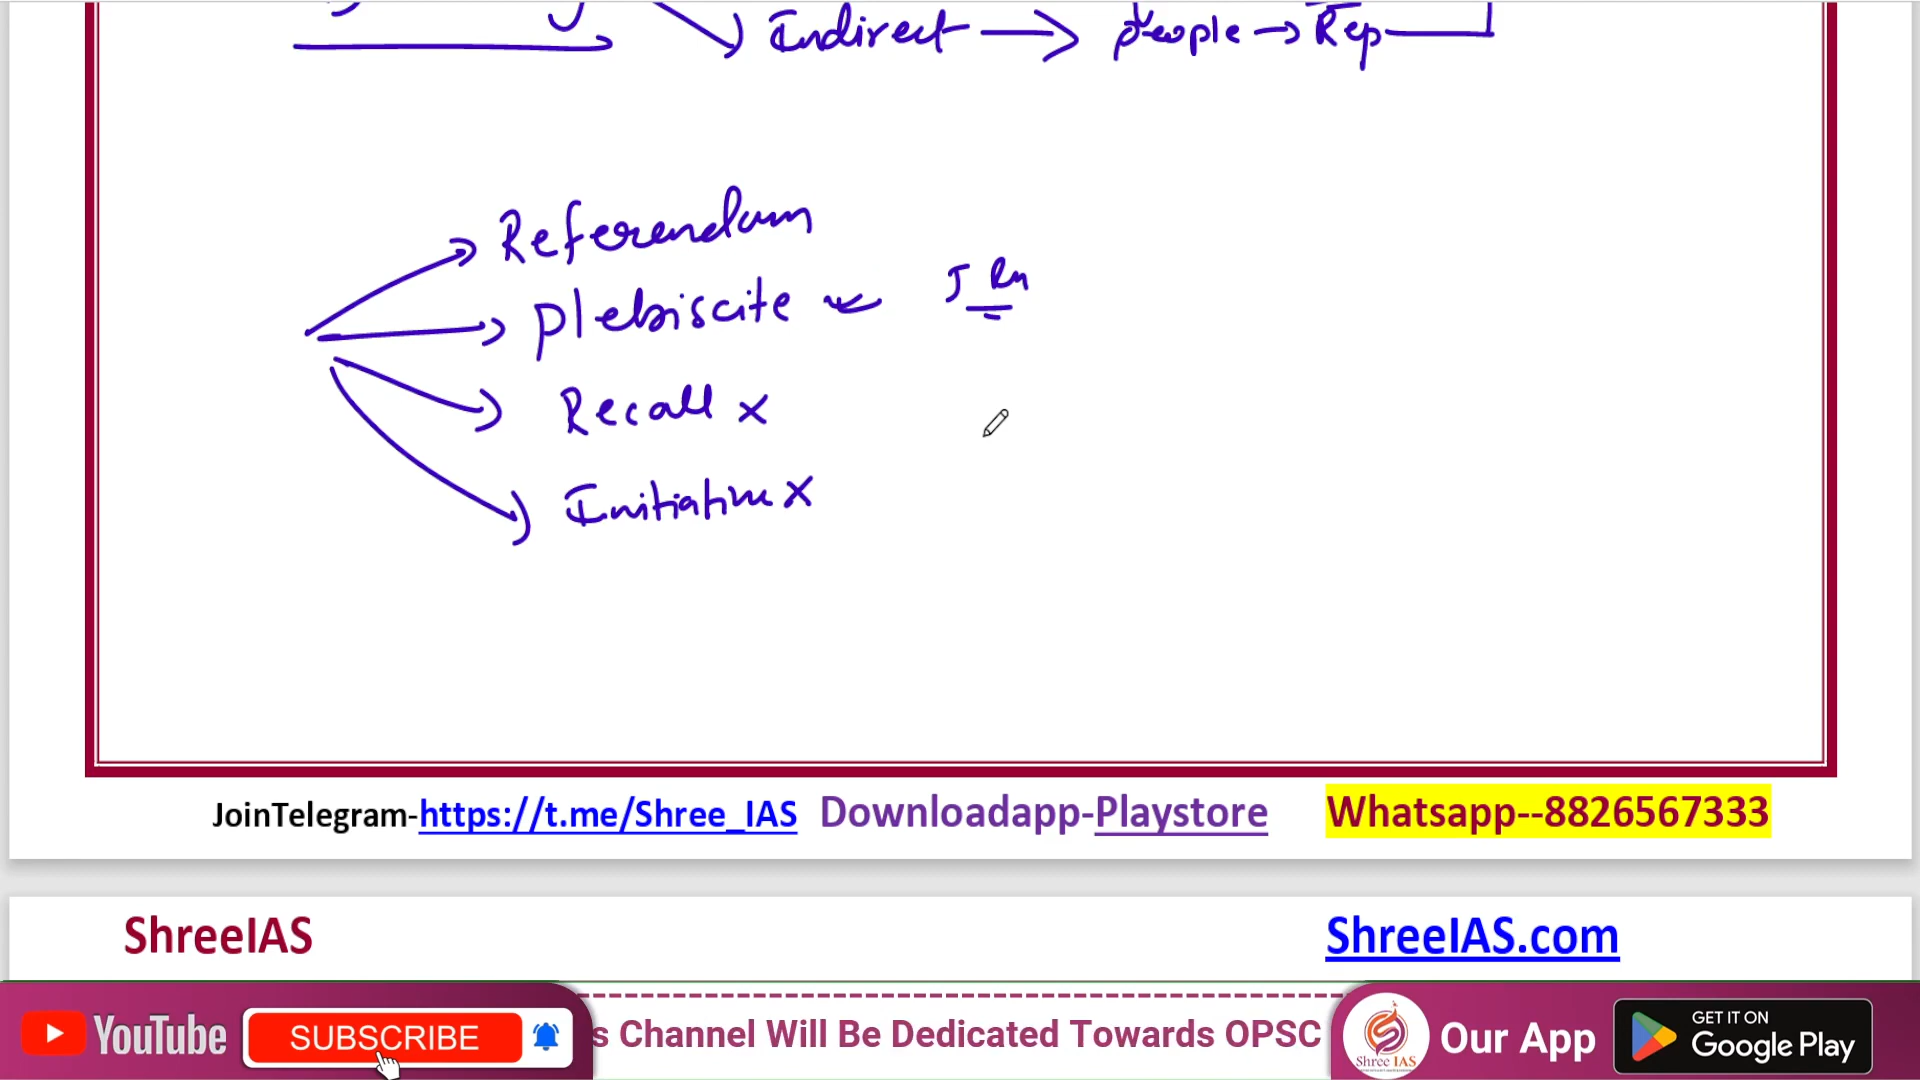 Indirect → people → Rep
Referendum
Plebiscite
Recall x
Initiative x
JoinTelegram-https://t.me/Shree_IAS Downloadapp-Playstore Whatsapp--8826567333
ShreeIAS ShreeIAS.com
YouTube SUBSCRIBE s Channel Will Be Dedicated Towards OPSC Shree IAS Our App GET IT ON Google Play